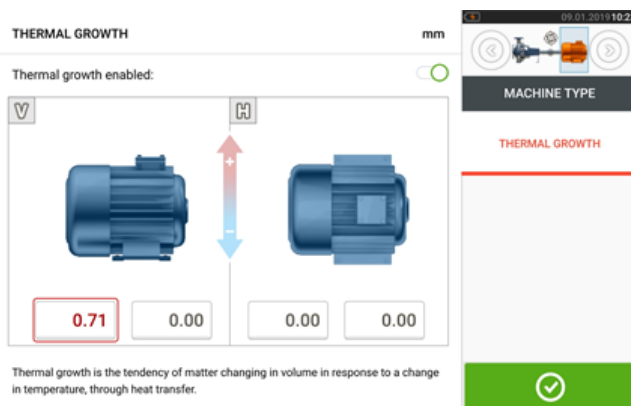 THERMAL GROWTH
mm
Thermal growth enabled:
V
H
+
-
0.71
0.00
0.00
0.00
Thermal growth is the tendency of matter changing in volume in response to a change
in temperature, through heat transfer.
09.01.2019
MACHINE TYPE
THERMAL GROWTH